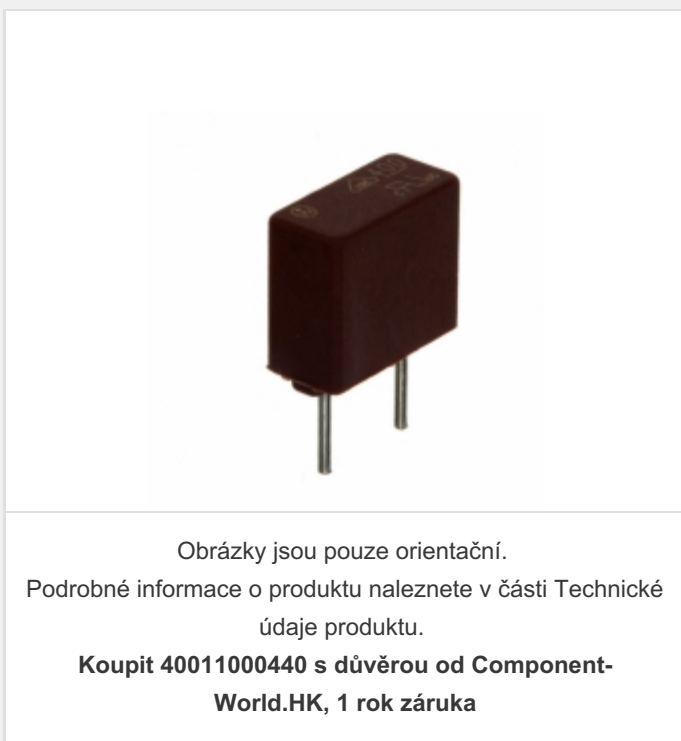 Obrázky jsou pouze orientační.
Podrobné informace o produktu naleznete v části Technické
údaje produktu.
Koupit 40011000440 s důvěrou od Component-
World.HK, 1 rok záruka